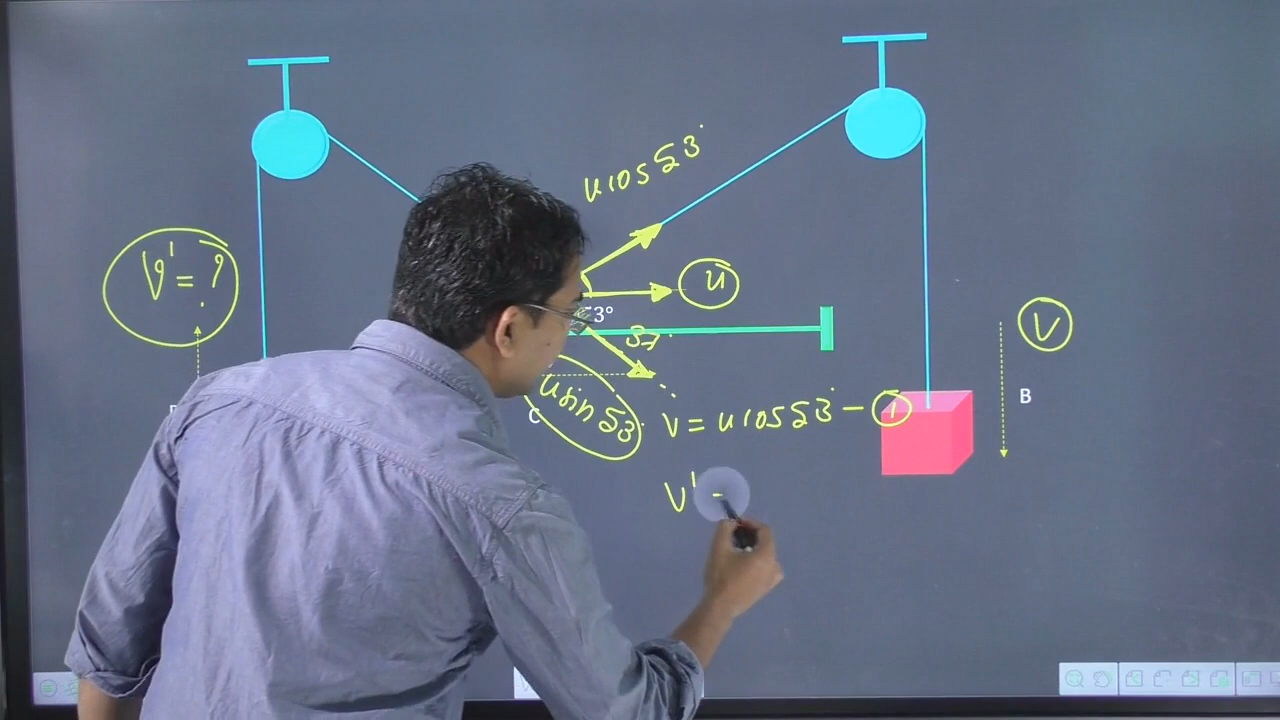 u cos 53°
v' = ?
u
53°
37
V
B
u sin 53
C
v = u cos 53° – 1
v' -